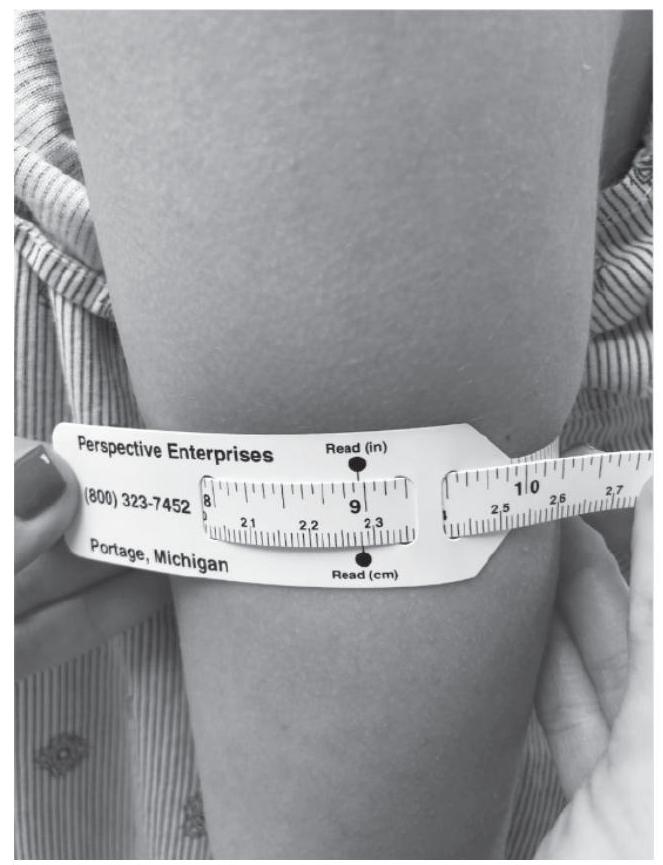 Perspective Enterprises
Read (in)
(800) 323-7452
8 9
21 22 23
10
25 26 27
Portage, Michigan
Read (cm)